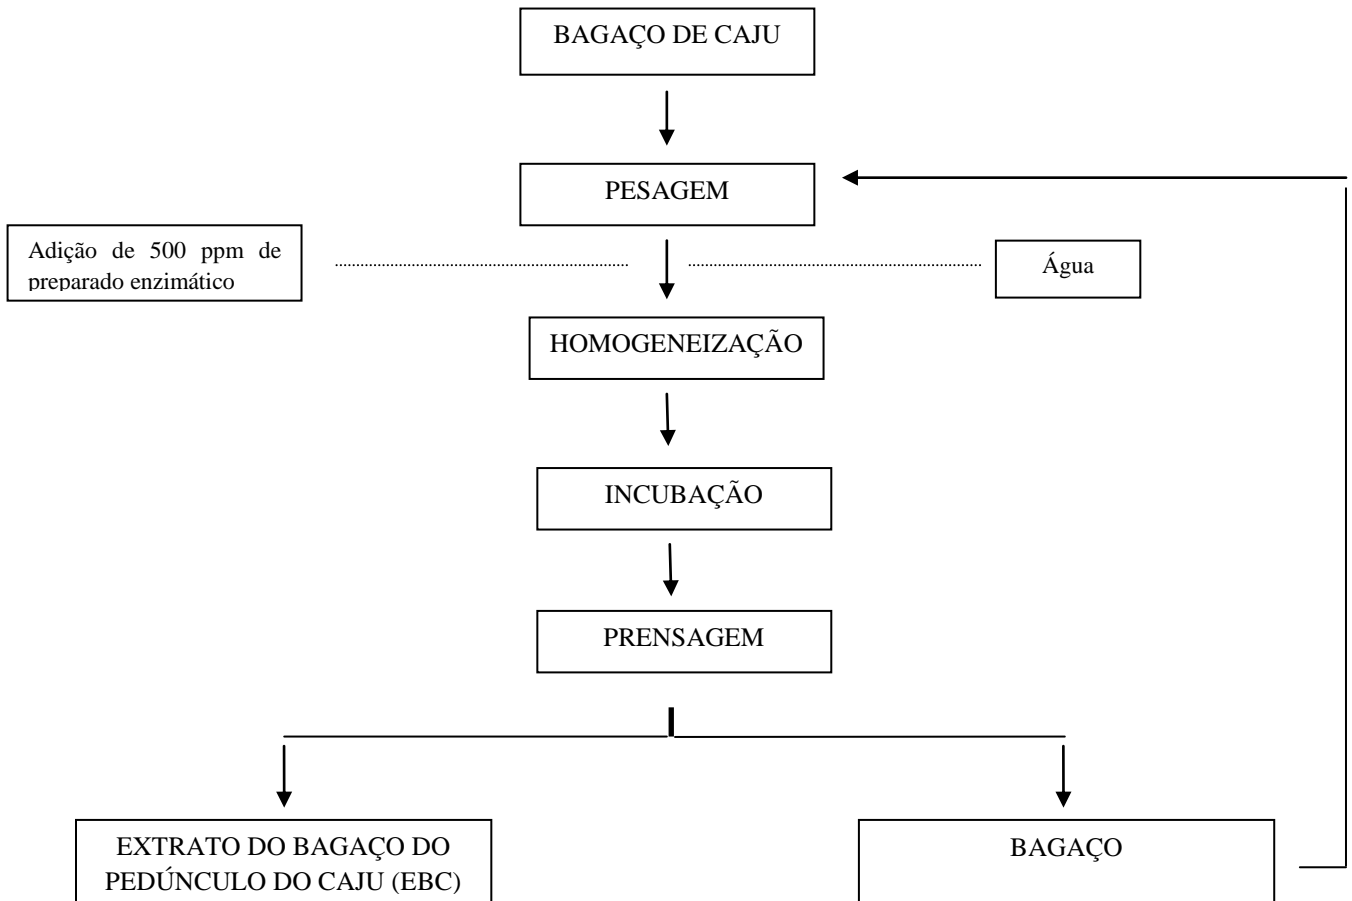 BAGAÇO DE CAJU
PESAGEM
Adição de 500 ppm de
preparado enzimático
Água
HOMOGENEIZAÇÃO
INCUBAÇÃO
PRENSAGEM
EXTRATO DO BAGAÇO DO
PEDÚNCULO DO CAJU (EBC)
BAGAÇO